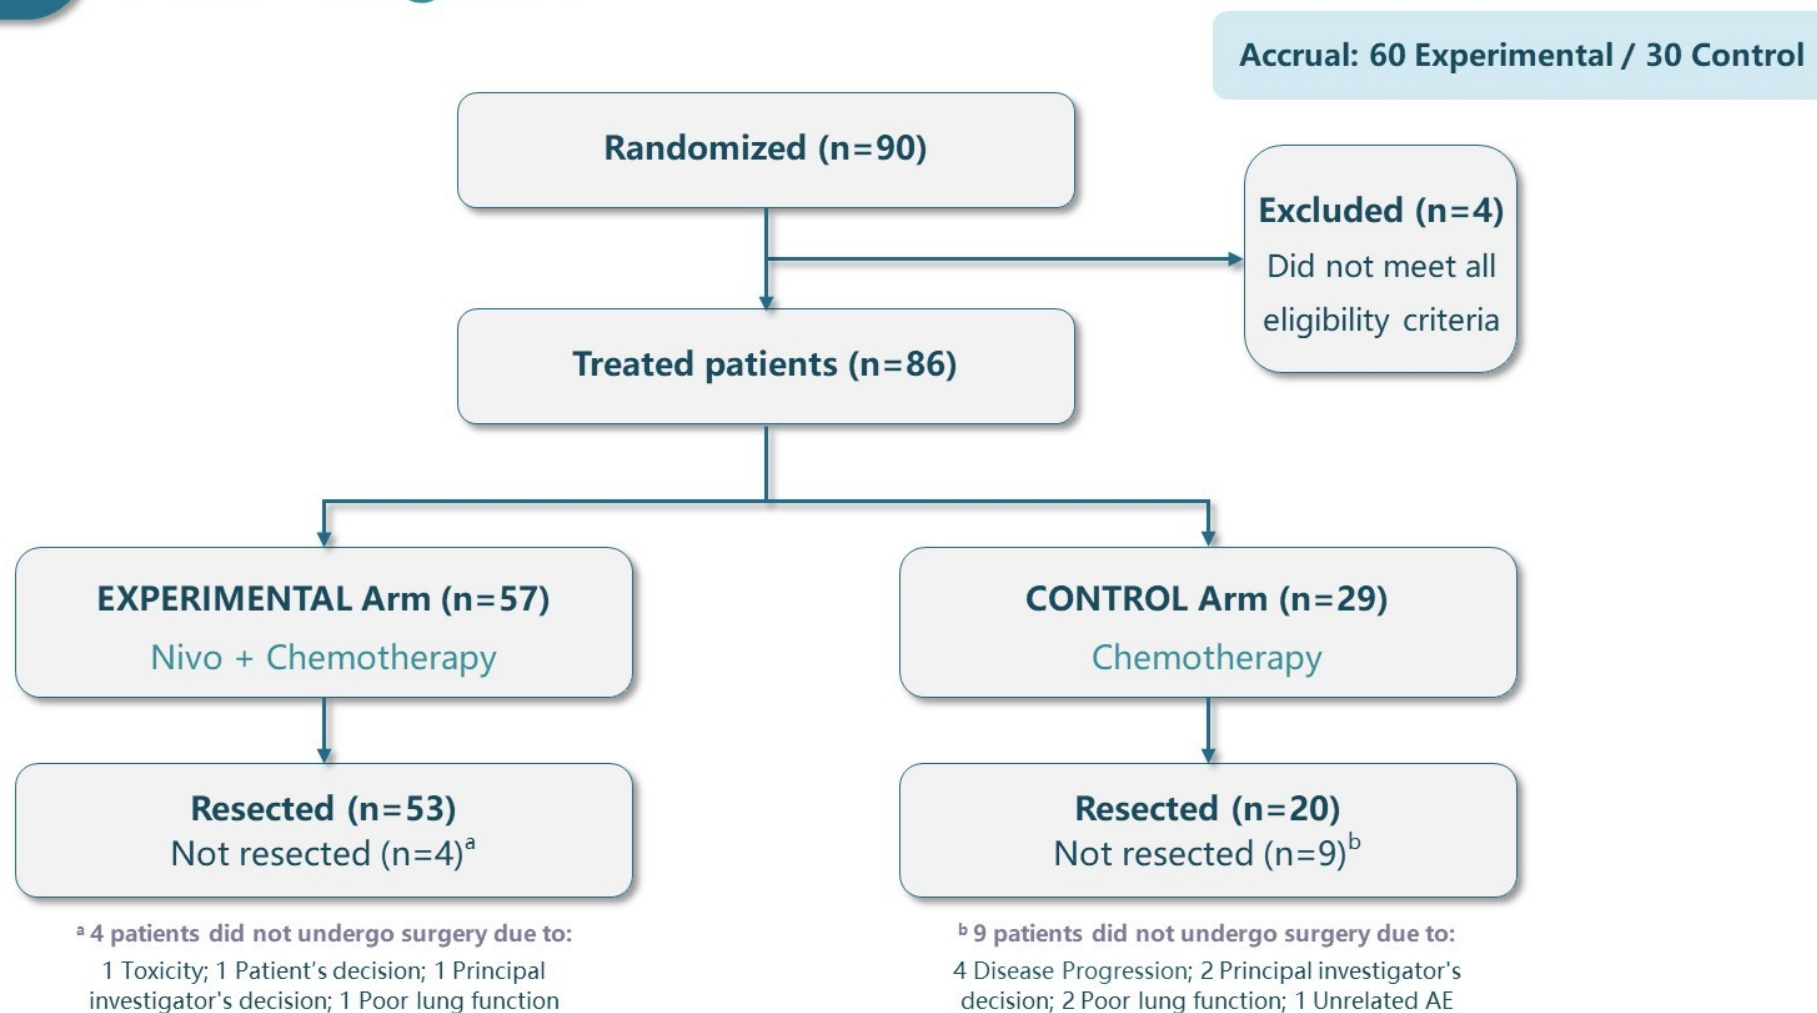 Accrual: 60 Experimental / 30 Control
Randomized (n=90)
Excluded (n=4)
Did not meet all
eligibility criteria
Treated patients (n=86)
EXPERIMENTAL Arm (n=57)
Nivo + Chemotherapy
CONTROL Arm (n=29)
Chemotherapy
Resected (n=53)
Not resected (n=4)ᵃ
Resected (n=20)
Not resected (n=9)ᵇ
ᵃ 4 patients did not undergo surgery due to:
1 Toxicity; 1 Patient’s decision; 1 Principal
investigator's decision; 1 Poor lung function
ᵇ 9 patients did not undergo surgery due to:
4 Disease Progression; 2 Principal investigator's
decision; 2 Poor lung function; 1 Unrelated AE